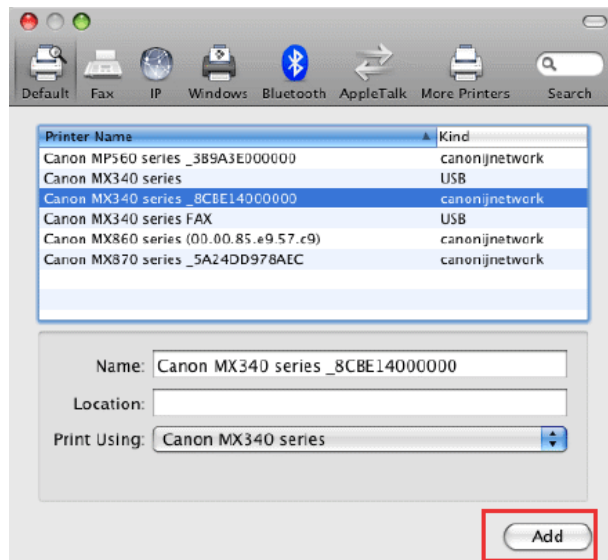 Default Fax IP Windows Bluetooth AppleTalk More Printers Search
Printer Name Kind
Canon MP560 series _3B9A3E000000 canonijnetwork
Canon MX340 series USB
Canon MX340 series _8CBE14000000 canonijnetwork
Canon MX340 series FAX USB
Canon MX860 series (00.00.85.e9.57.c9) canonijnetwork
Canon MX870 series _5A24DD978AEC canonijnetwork
Name: Canon MX340 series _8CBE14000000
Location:
Print Using: Canon MX340 series
Add